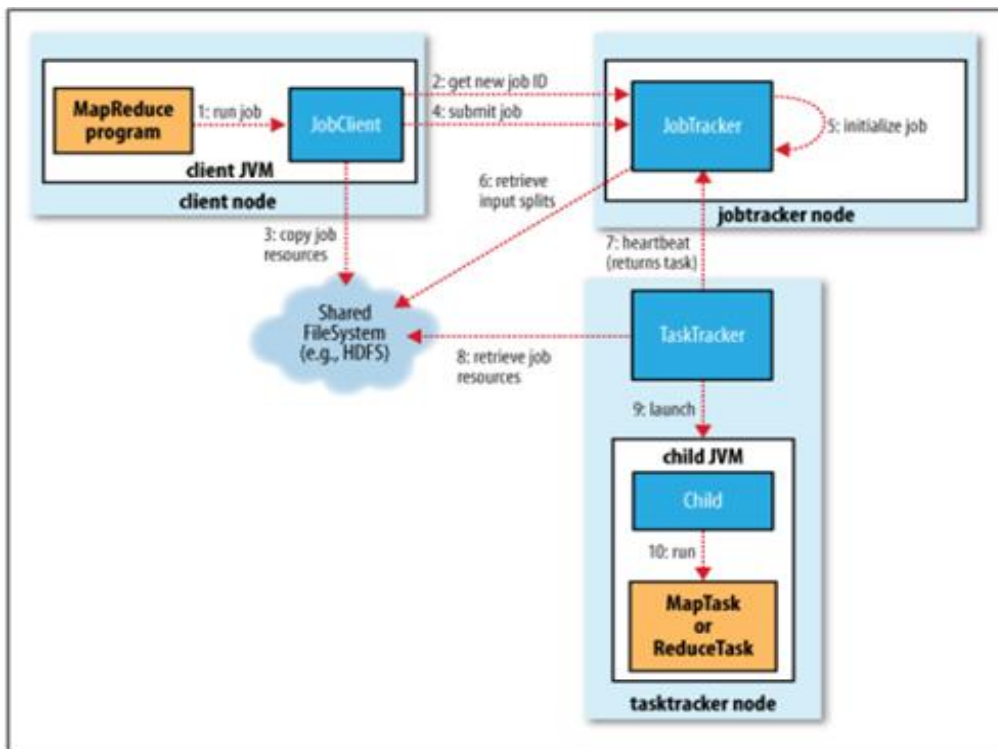 MapReduce
program
1: run job
JobClient
client JVM
client node
2: get new job ID
4: submit job
JobTracker
5: initialize job
jobtracker node
3: copy job
resources
6: retrieve
input splits
7: heartbeat
(returns task)
Shared
FileSystem
(e.g., HDFS)
8: retrieve job
resources
TaskTracker
9: launch
child JVM
Child
10: run
MapTask
or
ReduceTask
tasktracker node